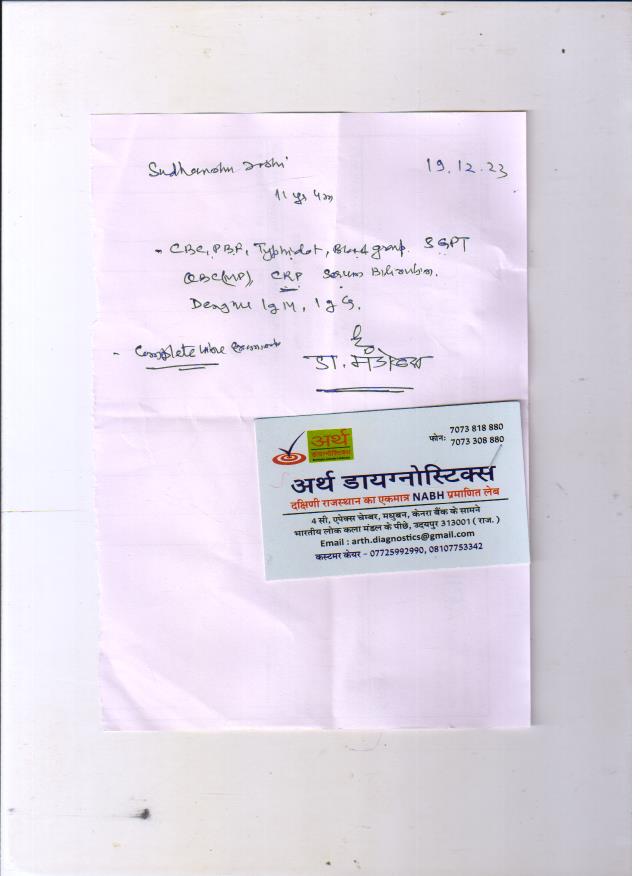 Sudhanshu Joshi
19.12.23
11 yr 4m
- CBC, PBF, Typhidot, Blood group. SGPT
QBC(MP), CRP Serum Bilirubin.
Dengue IgM, IgG.
- Complete Urine
डा.
अर्थ
फोन: 7073 818 880
7073 308 880
अर्थ डायग्नोस्टिक्स
दक्षिणी राजस्थान का एकमात्र NABH प्रमाणित लेब
4 सी, एपेक्स चेम्बर, मधुबन, केनरा बैंक के सामने
भारतीय लोक कला मंडल के पीछे, उदयपुर 313001 ( राज. )
Email : arth.diagnostics@gmail.com
कस्टमर केयर - 07725992990, 08107753342